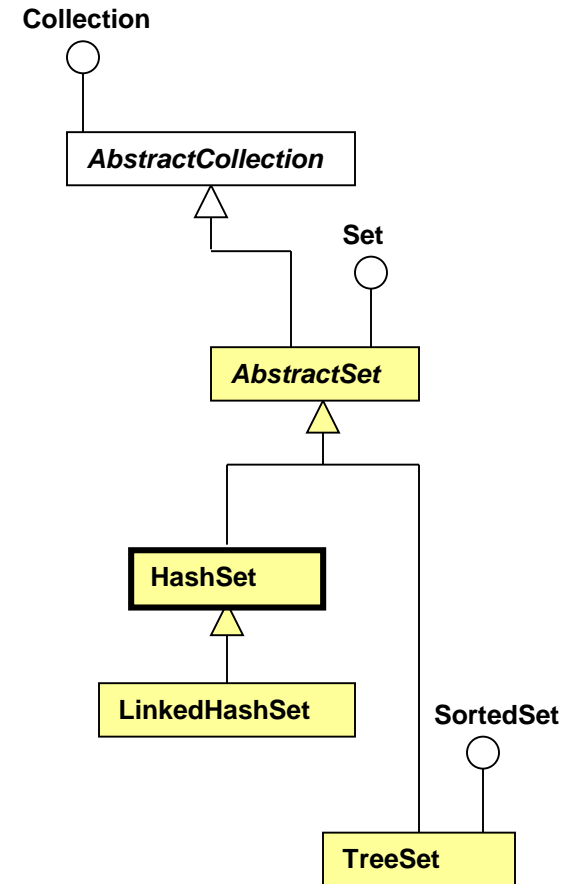 Collection
AbstractCollection
Set
AbstractSet
HashSet
LinkedHashSet
SortedSet
TreeSet